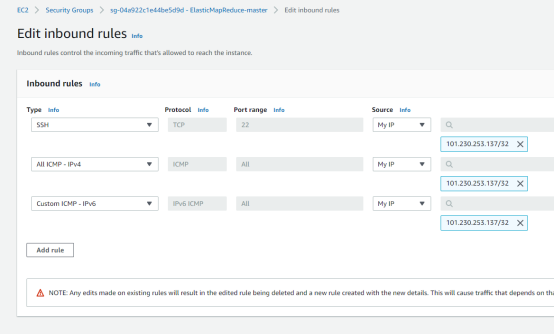 EC2 > Security Groups > sg-04a922c1e44be5d9d - ElasticMapReduce-master > Edit inbound rules
Edit inbound rules Info
Inbound rules control the incoming traffic that's allowed to reach the instance.
Inbound rules Info
Type Info Protocol Info Port range Info Source Info
SSH TCP 22 My IP
101.230.253.137/32 X
All ICMP - IPv4 ICMP All My IP
101.230.253.137/32 X
Custom ICMP - IPv6 IPv6 ICMP All My IP
101.230.253.137/32 X
Add rule
NOTE: Any edits made on existing rules will result in the edited rule being deleted and a new rule created with the new details. This will cause traffic that depends on tha